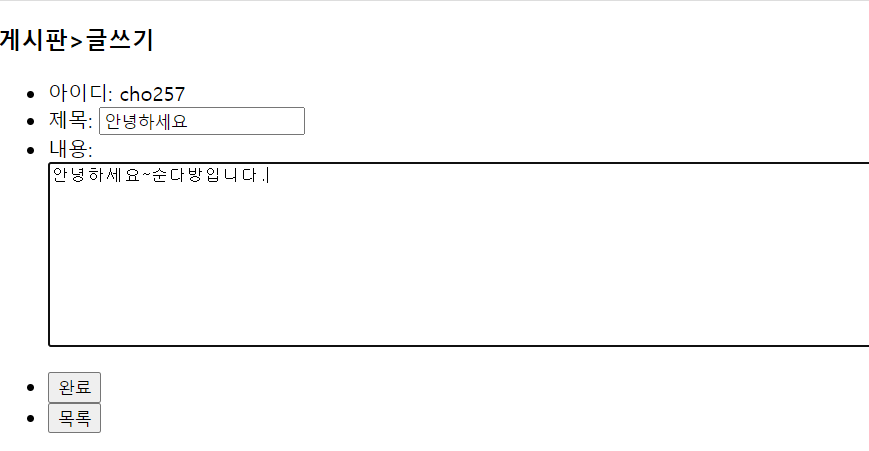 게시판>글쓰기
아이디: cho257
제목: 안녕하세요
내용:
안녕하세요~순다방입니다.
완료
목록